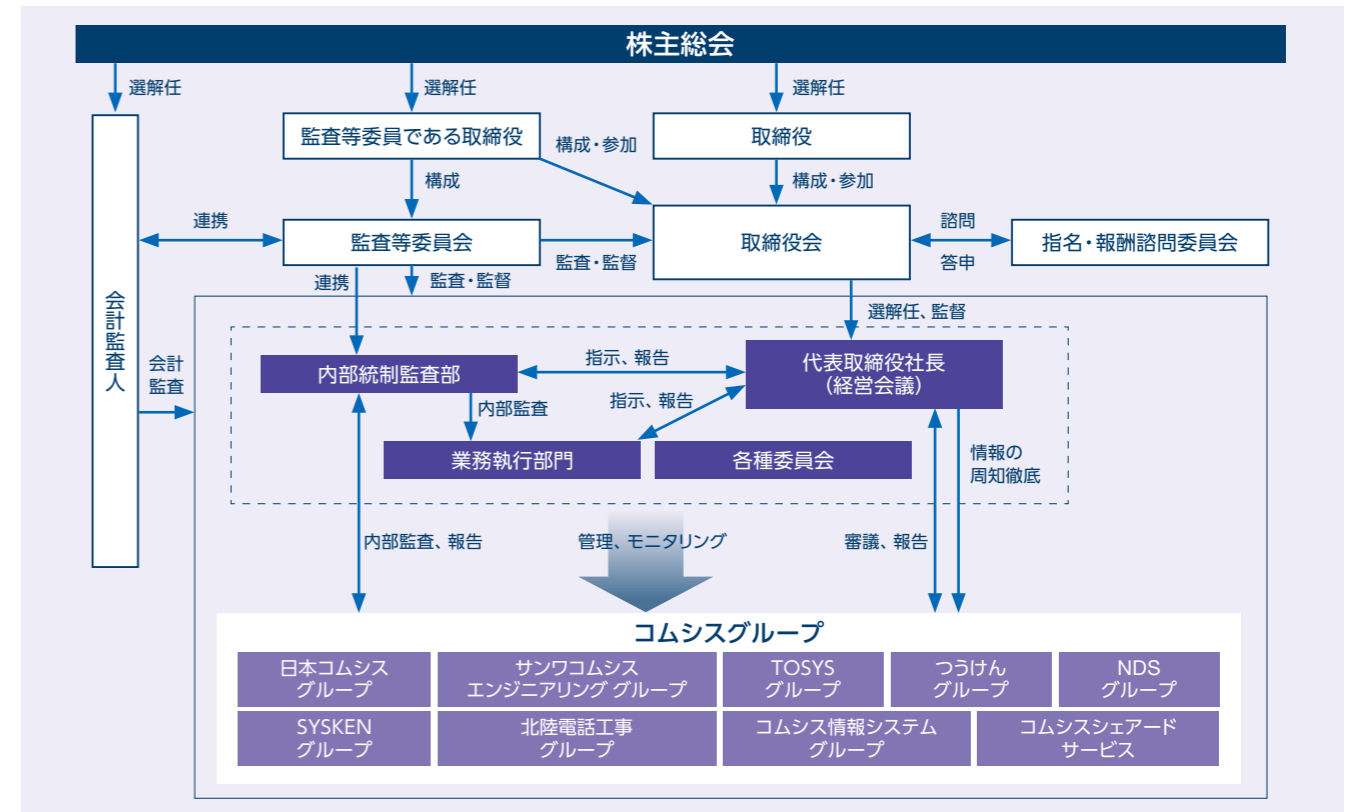 株主総会
選解任
選解任
選解任
監査等委員である取締役
構成・参加
取締役
構成
構成・参加
連携
監査等委員会
監査・監督
取締役会
諮問
答申
指名・報酬諮問委員会
会計監査人
連携
監査・監督
選解任、監督
会計
監査
内部統制監査部
指示、報告
代表取締役社長
（経営会議）
内部監査
指示、報告
業務執行部門
各種委員会
情報の
周知徹底
内部監査、報告
管理、モニタリング
審議、報告
コムシスグループ
日本コムシス
グループ
サンワコムシス
エンジニアリング グループ
TOSYS
グループ
つうけん
グループ
NDS
グループ
SYSKEN
グループ
北陸電話工事
グループ
コムシス情報システム
グループ
コムシスシェアード
サービス